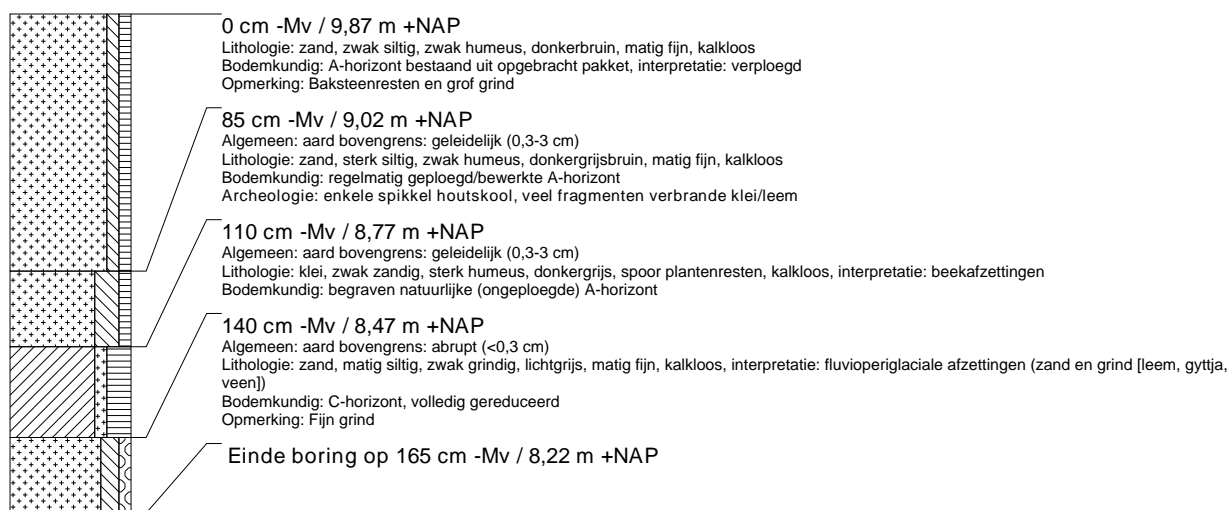 0 cm -Mv / 9,87 m +NAP
Lithologie: zand, zwak siltig, zwak humeus, donkerbruin, matig fijn, kalkloos
Bodemkundig: A-horizont bestaand uit opgebracht pakket, interpretatie: verploegd
Opmerking: Baksteenresten en grof grind
85 cm -Mv / 9,02 m +NAP
Algemeen: aard bovengrens: geleidelijk (0,3-3 cm)
Lithologie: zand, sterk siltig, zwak humeus, donkergrijsbruin, matig fijn, kalkloos
Bodemkundig: regelmatig geploegd/bewerkte A-horizont
Archeologie: enkele spikkel houtskool, veel fragmenten verbrande klei/leem
110 cm -Mv / 8,77 m +NAP
Algemeen: aard bovengrens: geleidelijk (0,3-3 cm)
Lithologie: klei, zwak zandig, sterk humeus, donkergrijs, spoor plantenresten, kalkloos, interpretatie: beekafzettingen
Bodemkundig: begraven natuurlijke (ongeploegde) A-horizont
140 cm -Mv / 8,47 m +NAP
Algemeen: aard bovengrens: abrupt (<0,3 cm)
Lithologie: zand, matig siltig, zwak grindig, lichtgrijs, matig fijn, kalkloos, interpretatie: fluvioperiglaciale afzettingen (zand en grind [leem, gyttja,
veen])
Bodemkundig: C-horizont, volledig gereduceerd
Opmerking: Fijn grind
Einde boring op 165 cm -Mv / 8,22 m +NAP